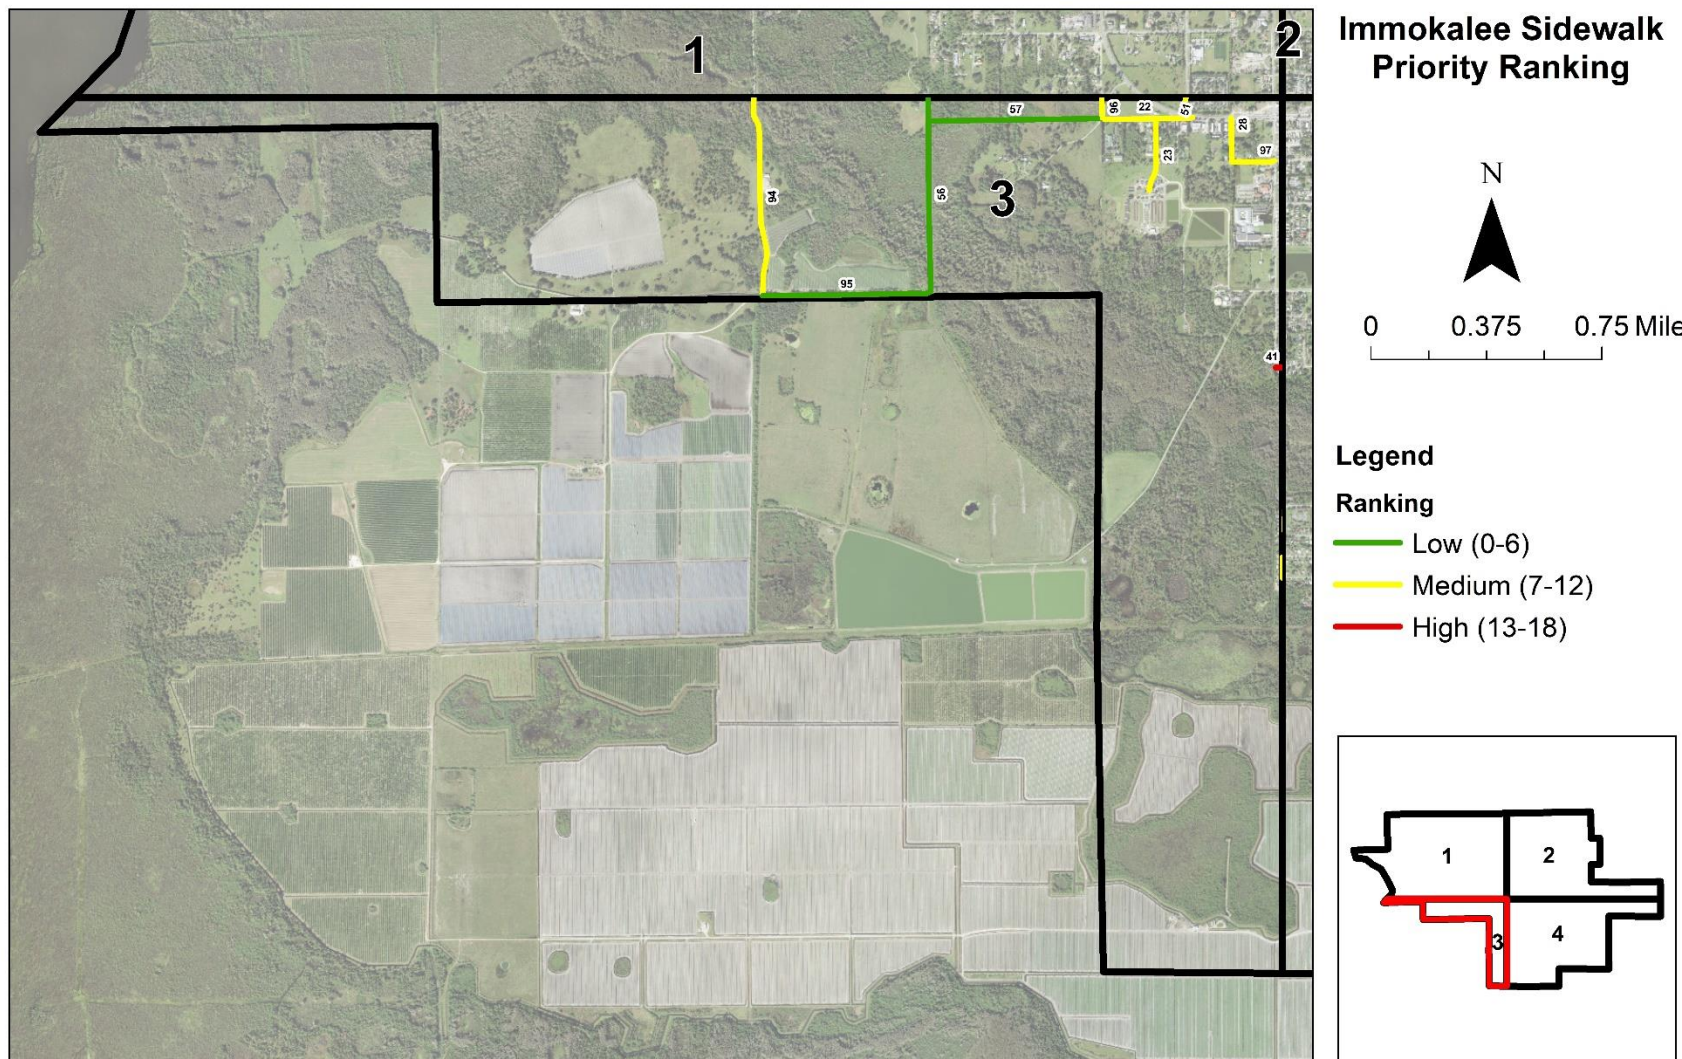 Immokalee Sidewalk
Priority Ranking
1
2
57
96
22
51
28
97
23
94
56
3
95
41
N
0 0.375 0.75 Mile
Legend
Ranking
Low (0-6)
Medium (7-12)
High (13-18)
1
2
3
4